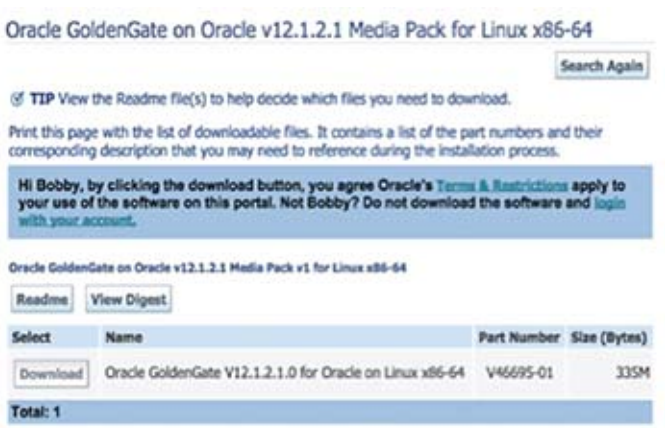 Oracle GoldenGate on Oracle v12.1.2.1 Media Pack for Linux x86-64
Search Again
TIP View the Readme file(s) to help decide which files you need to download.
Print this page with the list of downloadable files. It contains a list of the part numbers and their
corresponding description that you may need to reference during the installation process.
Hi Bobby, by clicking the download button, you agree Oracle's Terms & Restrictions apply to
your use of the software on this portal. Not Bobby? Do not download the software and login
with your account.
Oracle GoldenGate on Oracle v12.1.2.1 Media Pack v1 for Linux x86-64
Readme View Digest
Select Name Part Number Size (Bytes)
Download Oracle GoldenGate V12.1.2.1.0 for Oracle on Linux x86-64 V46695-01 335M
Total: 1